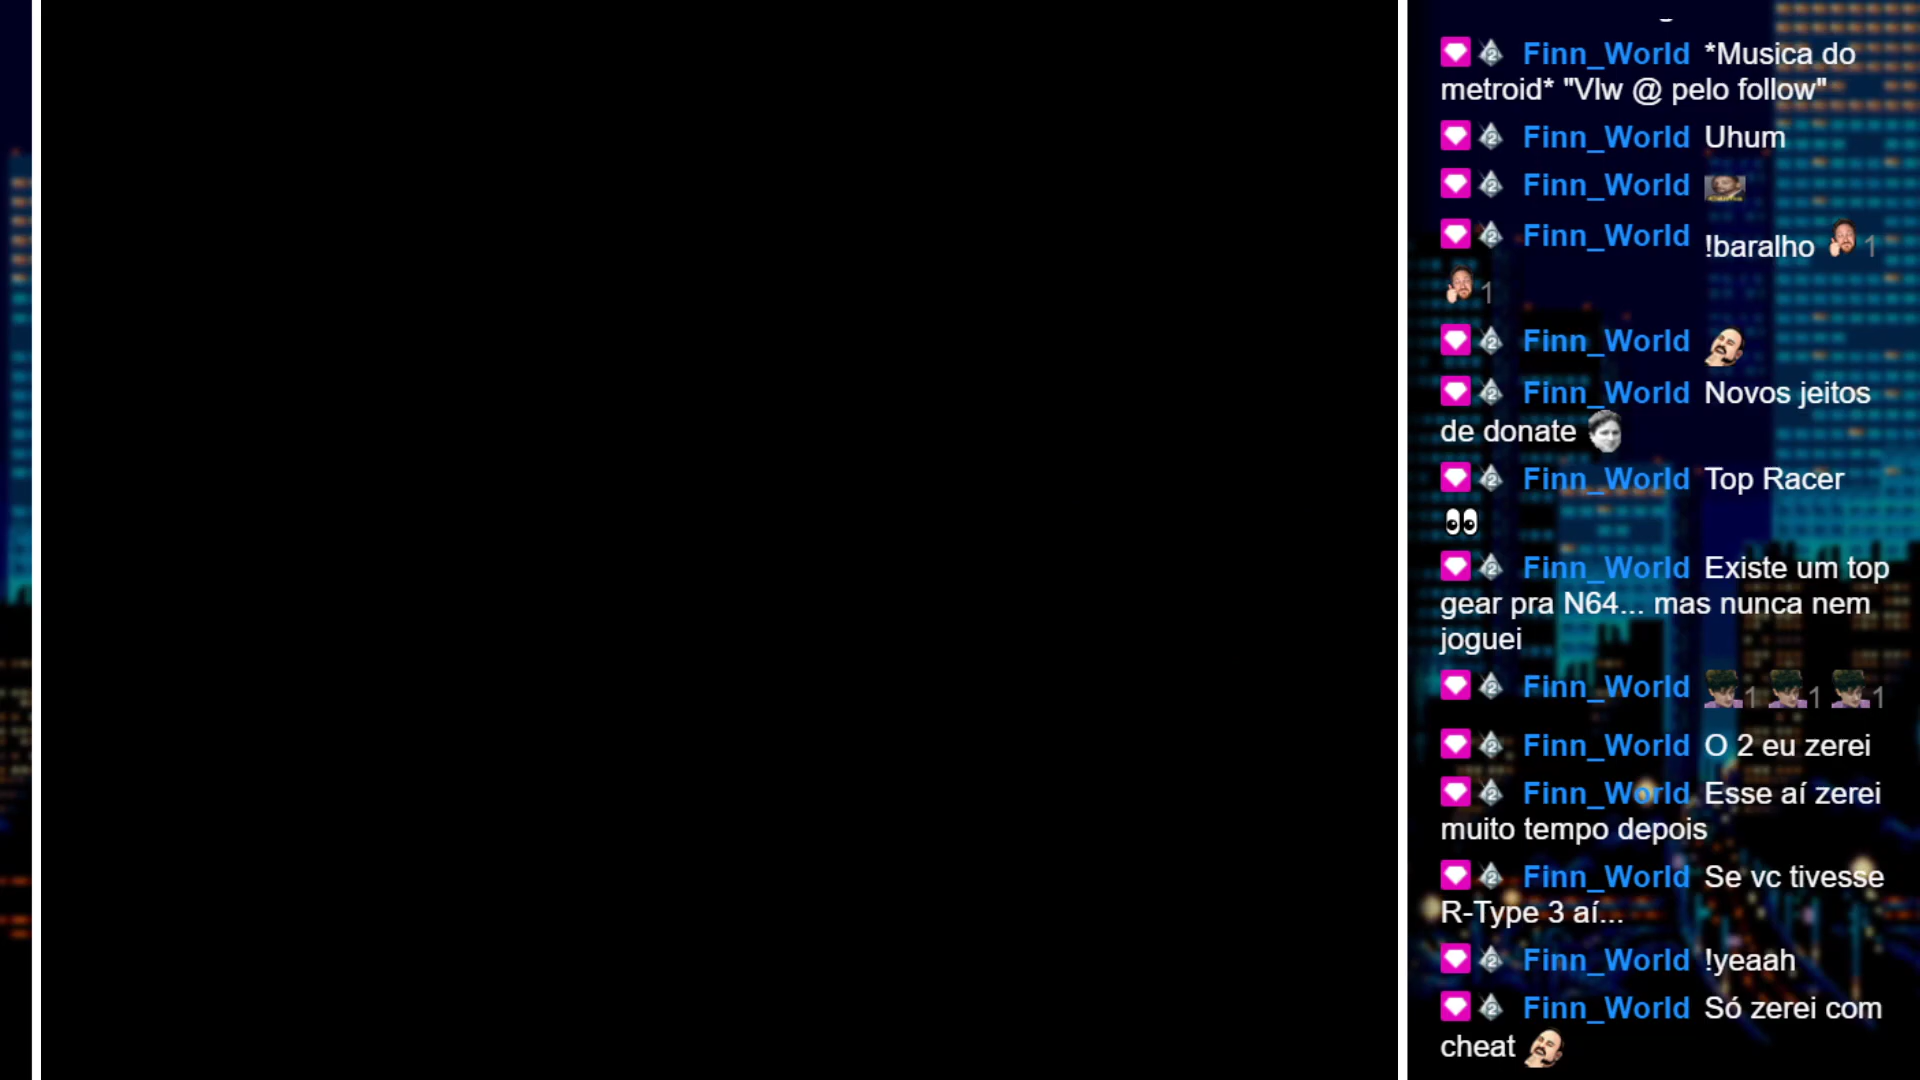 Finn_World *Musica do
metroid* "Vlw @ pelo follow"
Finn_World Uhum
Finn_World
Finn_World !baralho 1
1
Finn_World
Finn_World Novos jeitos
de donate
Finn_World Top Racer
Finn_World Existe um top
gear pra N64... mas nunca nem
joguei
Finn_World 1 1 1
Finn_World O 2 eu zerei
Finn_World Esse aí zerei
muito tempo depois
Finn_World Se vc tivesse
R-Type 3 aí...
Finn_World !yeaah
Finn_World Só zerei com
cheat